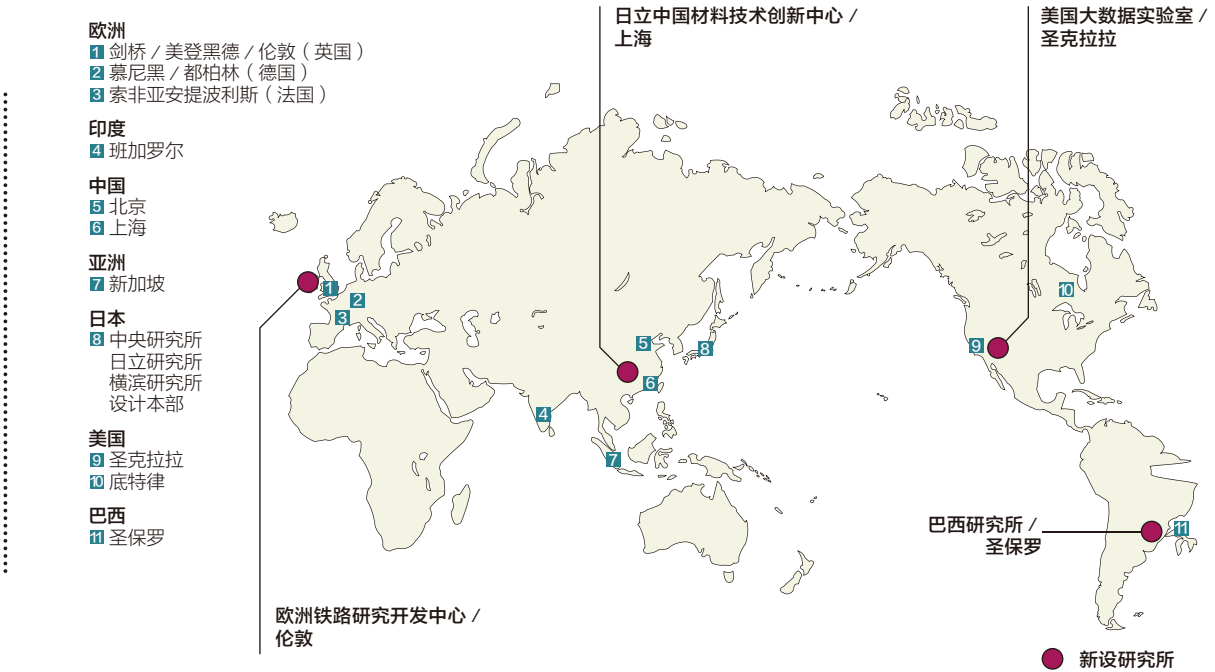 欧洲
1 剑桥 / 美登黑德 / 伦敦（英国）
2 慕尼黑 / 都柏林（德国）
3 索非亚安提波利斯（法国）
印度
4 班加罗尔
中国
5 北京
6 上海
亚洲
7 新加坡
日本
8 中央研究所
日立研究所
横滨研究所
设计本部
美国
9 圣克拉拉
10 底特律
巴西
11 圣保罗
日立中国材料技术创新中心 /
上海
美国大数据实验室 /
圣克拉拉
1
2
3
4
5
6
7
8
9
10
11
巴西研究所 /
圣保罗
欧洲铁路研究开发中心 /
伦敦
新设研究所